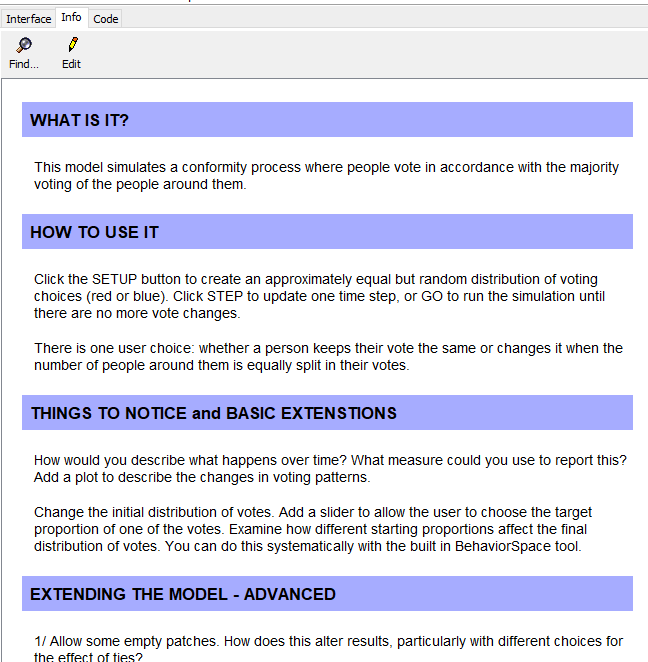 Interface Info Code
Find... Edit
WHAT IS IT?
This model simulates a conformity process where people vote in accordance with the majority
voting of the people around them.
HOW TO USE IT
Click the SETUP button to create an approximately equal but random distribution of voting
choices (red or blue). Click STEP to update one time step, or GO to run the simulation until
there are no more vote changes.
There is one user choice: whether a person keeps their vote the same or changes it when the
number of people around them is equally split in their votes.
THINGS TO NOTICE and BASIC EXTENSTIONS
How would you describe what happens over time? What measure could you use to report this?
Add a plot to describe the changes in voting patterns.
Change the initial distribution of votes. Add a slider to allow the user to choose the target
proportion of one of the votes. Examine how different starting proportions affect the final
distribution of votes. You can do this systematically with the built in BehaviorSpace tool.
EXTENDING THE MODEL - ADVANCED
1/ Allow some empty patches. How does this alter results, particularly with different choices for
the effect of ties?